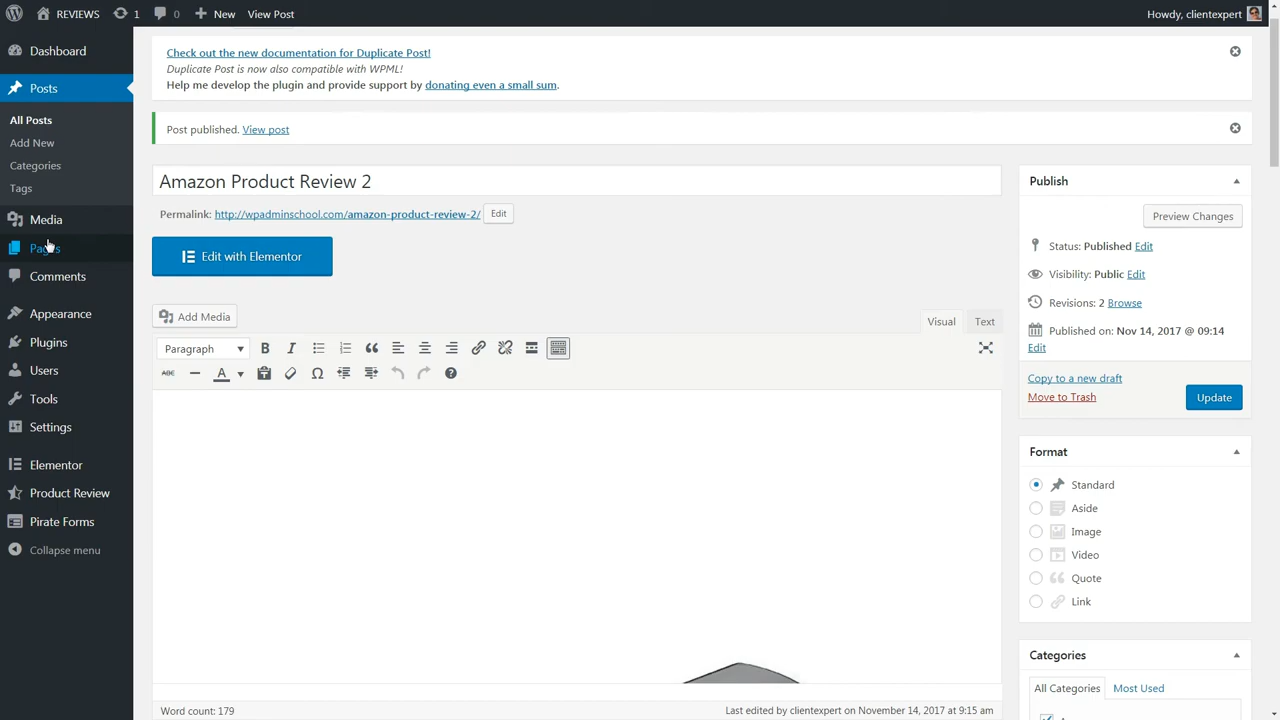 REVIEWS 1 0 New View Post Howdy, clientexpert
Dashboard
Posts
All Posts
Add New
Categories
Tags
Media
Pages
Comments
Appearance
Plugins
Users
Tools
Settings
Elementor
Product Review
Pirate Forms
Collapse menu
Check out the new documentation for Duplicate Post!
Duplicate Post is now also compatible with WPML!
Help me develop the plugin and provide support by donating even a small sum.
Post published. View post
Amazon Product Review 2
Permalink: http://wpadminschool.com/amazon-product-review-2/ Edit
Edit with Elementor
Add Media
Visual Text
Paragraph B I
ABC A
Word count: 179 Last edited by clientexpert on November 14, 2017 at 9:15 am
Publish
Preview Changes
Status: Published Edit
Visibility: Public Edit
Revisions: 2 Browse
Published on: Nov 14, 2017 @ 09:14
Edit
Copy to a new draft
Move to Trash Update
Format
Standard
Aside
Image
Video
Quote
Link
Categories
All Categories Most Used